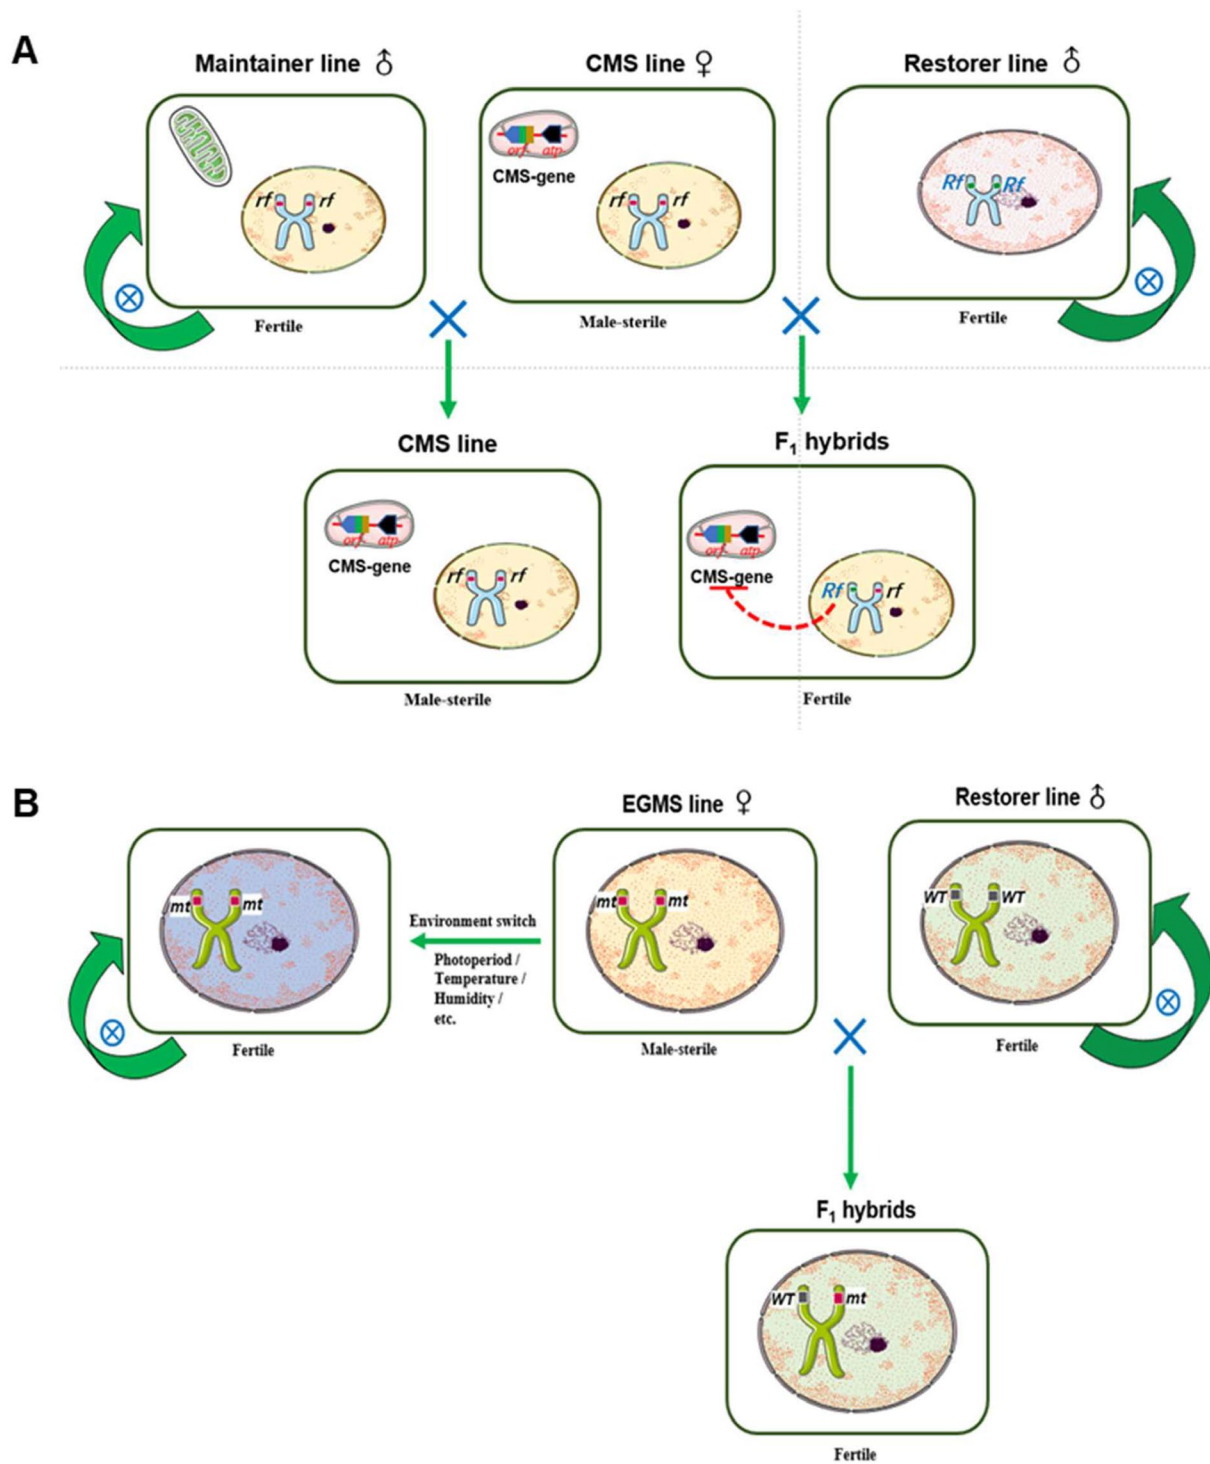 A
Maintainer line ♂
CMS line ♀
Restorer line ♂
orf- atp-
CMS-gene
rf rf
rf rf
Rf Rf
Fertile
Male-sterile
Fertile
CMS line
F₁ hybrids
orf- atp-
CMS-gene
rf rf
orf- atp-
CMS-gene
Rf rf
Male-sterile
Fertile
B
EGMS line ♀
Restorer line ♂
mt mt
mt mt
WT WT
Environment switch
Photoperiod /
Temperature /
Humidity /
etc.
Fertile
Male-sterile
Fertile
F₁ hybrids
WT mt
Fertile